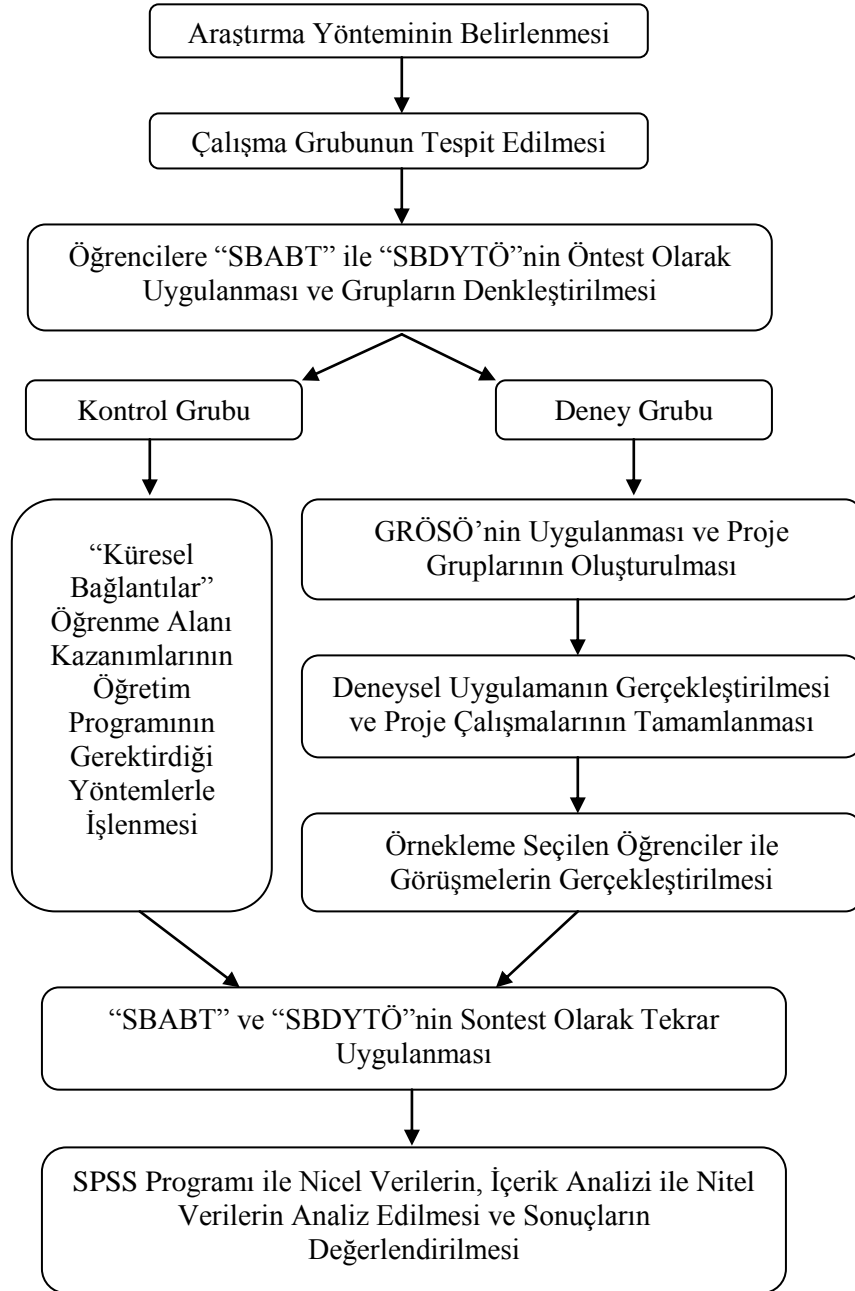 Araştırma Yönteminin Belirlenmesi
Çalışma Grubunun Tespit Edilmesi
Öğrencilere “SBABT” ile “SBDYTÖ”nin Öntest Olarak
Uygulanması ve Grupların Denkleştirilmesi
Kontrol Grubu
Deney Grubu
“Küresel
Bağlantılar”
Öğrenme Alanı
Kazanımlarının
Öğretim
Programının
Gerektirdiği
Yöntemlerle
İşlenmesi
GRÖSÖ’nin Uygulanması ve Proje
Gruplarının Oluşturulması
Deneysel Uygulamanın Gerçekleştirilmesi
ve Proje Çalışmalarının Tamamlanması
Örnekleme Seçilen Öğrenciler ile
Görüşmelerin Gerçekleştirilmesi
“SBABT” ve “SBDYTÖ”nin Sontest Olarak Tekrar
Uygulanması
SPSS Programı ile Nicel Verilerin, İçerik Analizi ile Nitel
Verilerin Analiz Edilmesi ve Sonuçların
Değerlendirilmesi